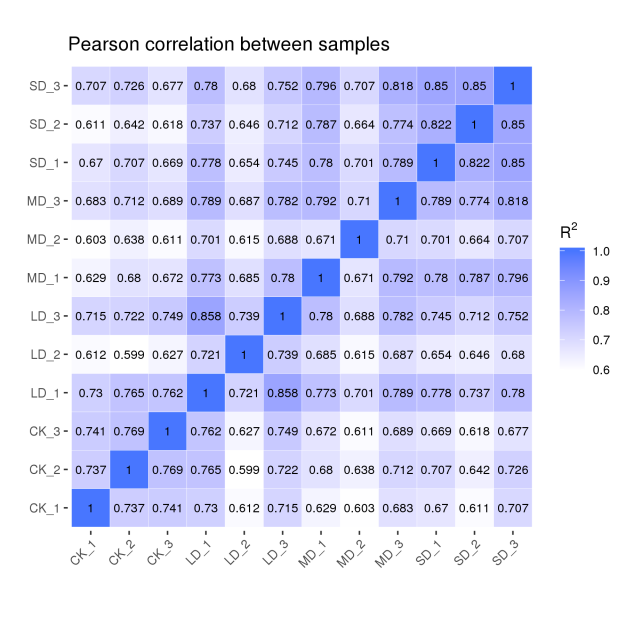 Pearson correlation between samples
SD_3 0.707 0.726 0.677 0.78 0.68 0.752 0.796 0.707 0.818 0.85 0.85 1
SD_2 0.611 0.642 0.618 0.737 0.646 0.712 0.787 0.664 0.774 0.822 1 0.85
SD_1 0.67 0.707 0.669 0.778 0.654 0.745 0.78 0.701 0.789 1 0.822 0.85
MD_3 0.683 0.712 0.689 0.789 0.687 0.782 0.792 0.71 1 0.789 0.774 0.818
MD_2 0.603 0.638 0.611 0.701 0.615 0.688 0.671 1 0.71 0.701 0.664 0.707
MD_1 0.629 0.68 0.672 0.773 0.685 0.78 1 0.671 0.792 0.78 0.787 0.796
LD_3 0.715 0.722 0.749 0.858 0.739 1 0.78 0.688 0.782 0.745 0.712 0.752
LD_2 0.612 0.599 0.627 0.721 1 0.739 0.685 0.615 0.687 0.654 0.646 0.68
LD_1 0.73 0.765 0.762 1 0.721 0.858 0.773 0.701 0.789 0.778 0.737 0.78
CK_3 0.741 0.769 1 0.762 0.627 0.749 0.672 0.611 0.689 0.669 0.618 0.677
CK_2 0.737 1 0.769 0.765 0.599 0.722 0.68 0.638 0.712 0.707 0.642 0.726
CK_1 1 0.737 0.741 0.73 0.612 0.715 0.629 0.603 0.683 0.67 0.611 0.707
CK_1 CK_2 CK_3 LD_1 LD_2 LD_3 MD_1 MD_2 MD_3 SD_1 SD_2 SD_3
R²
1.0
0.9
0.8
0.7
0.6